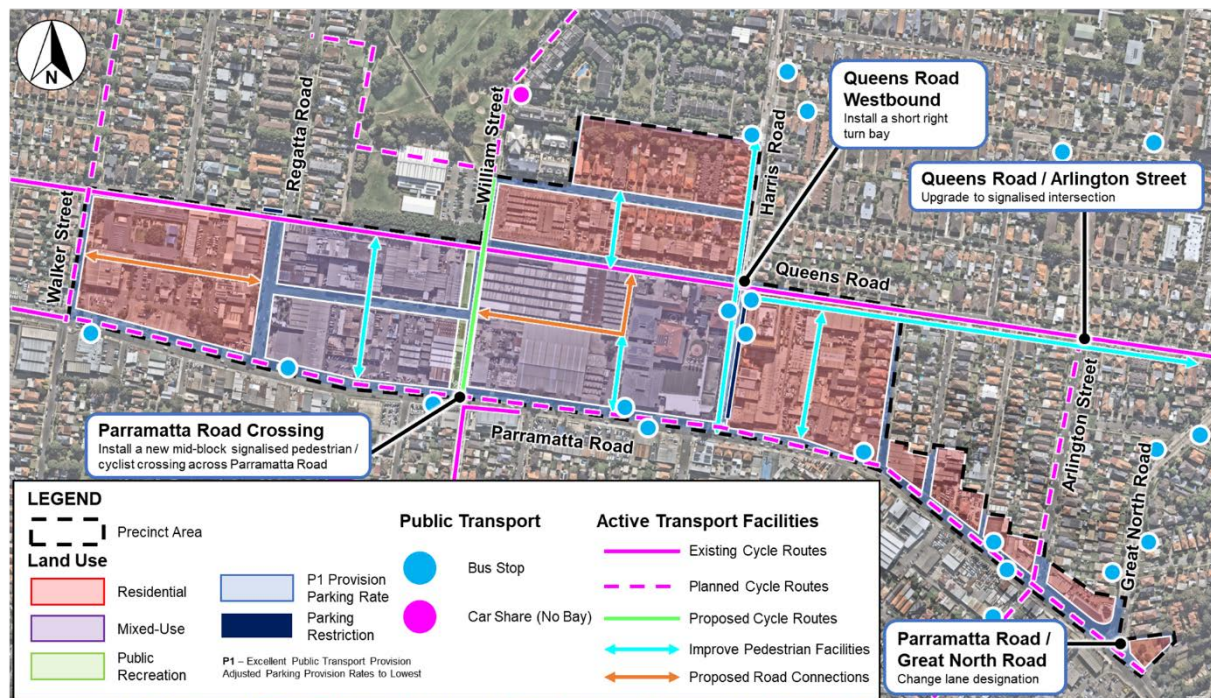 N
Walker Street
Regatta Road
William Street
Harris Road
Queens Road
Westbound
Install a short right
turn bay
Queens Road / Arlington Street
Upgrade to signalised intersection
Queens Road
Parramatta Road Crossing
Install a new mid-block signalised pedestrian /
cyclist crossing across Parramatta Road
Parramatta Road
Arlington Street
Great North Road
Parramatta Road /
Great North Road
Change lane designation
LEGEND
Precinct Area
Land Use
Residential
Mixed-Use
Public
Recreation
P1 Provision
Parking Rate
Parking
Restriction
P1 – Excellent Public Transport Provision
Adjusted Parking Provision Rates to Lowest
Public Transport
Bus Stop
Car Share (No Bay)
Active Transport Facilities
Existing Cycle Routes
Planned Cycle Routes
Proposed Cycle Routes
Improve Pedestrian Facilities
Proposed Road Connections